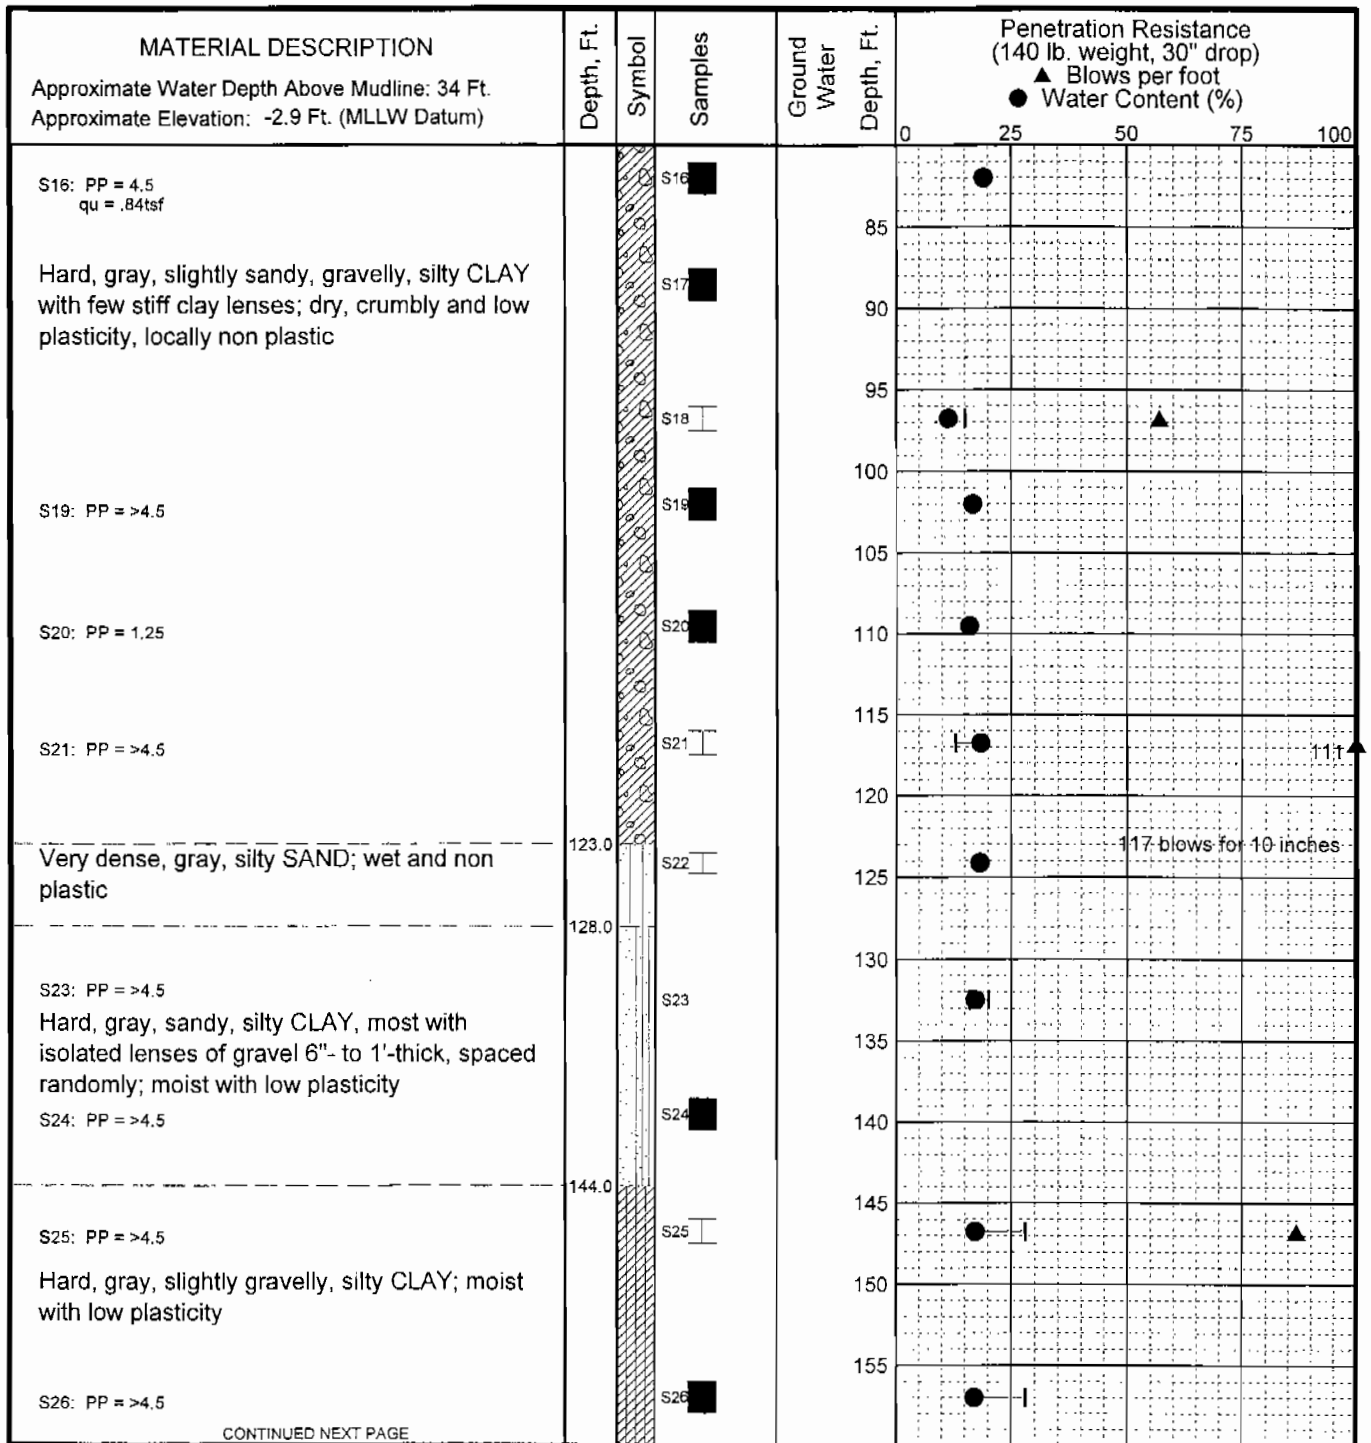 MATERIAL DESCRIPTION
Approximate Water Depth Above Mudline: 34 Ft.
Approximate Elevation: -2.9 Ft. (MLLW Datum)
Depth, Ft.
Symbol
Samples
Ground
Water
Depth, Ft.
Penetration Resistance
(140 lb. weight, 30" drop)
▲ Blows per foot
● Water Content (%)
0 25 50 75 100
S16: PP = 4.5
qu = .84tsf
S16
85
Hard, gray, slightly sandy, gravelly, silty CLAY
with few stiff clay lenses; dry, crumbly and low
plasticity, locally non plastic
S17
90
95
S18
100
S19: PP = >4.5
S19
105
S20: PP = 1.25
S20
110
115
S21: PP = >4.5
S21
111
120
123.0
117 blows for 10 inches
Very dense, gray, silty SAND; wet and non
plastic
S22
125
128.0
130
S23: PP = >4.5
S23
Hard, gray, sandy, silty CLAY, most with
isolated lenses of gravel 6"- to 1'-thick, spaced
randomly; moist with low plasticity
135
S24: PP = >4.5
S24
140
144.0
145
S25: PP = >4.5
S25
Hard, gray, slightly gravelly, silty CLAY; moist
with low plasticity
150
155
S26: PP = >4.5
S26
CONTINUED NEXT PAGE